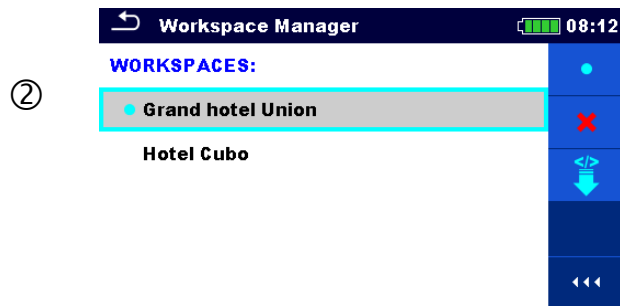 Workspace Manager 08:12
WORKSPACES:
②
Grand hotel Union
Hotel Cubo
</>